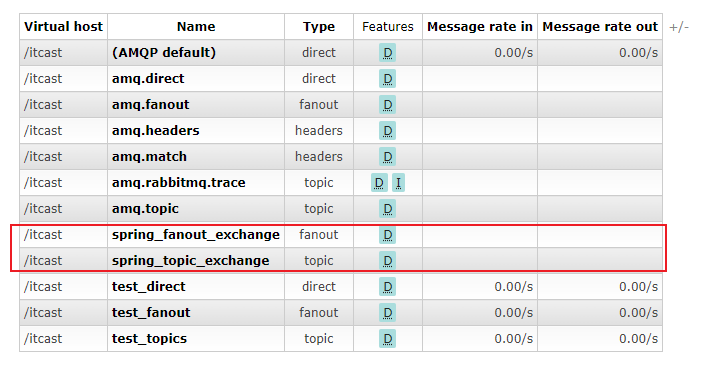 Virtual host Name Type Features Message rate in Message rate out +/-
/itcast (AMQP default) direct D 0.00/s 0.00/s
/itcast amq.direct direct D
/itcast amq.fanout fanout D
/itcast amq.headers headers D
/itcast amq.match headers D
/itcast amq.rabbitmq.trace topic D I
/itcast amq.topic topic D
/itcast spring_fanout_exchange fanout D
/itcast spring_topic_exchange topic D
/itcast test_direct direct D 0.00/s 0.00/s
/itcast test_fanout fanout D 0.00/s 0.00/s
/itcast test_topics topic D 0.00/s 0.00/s